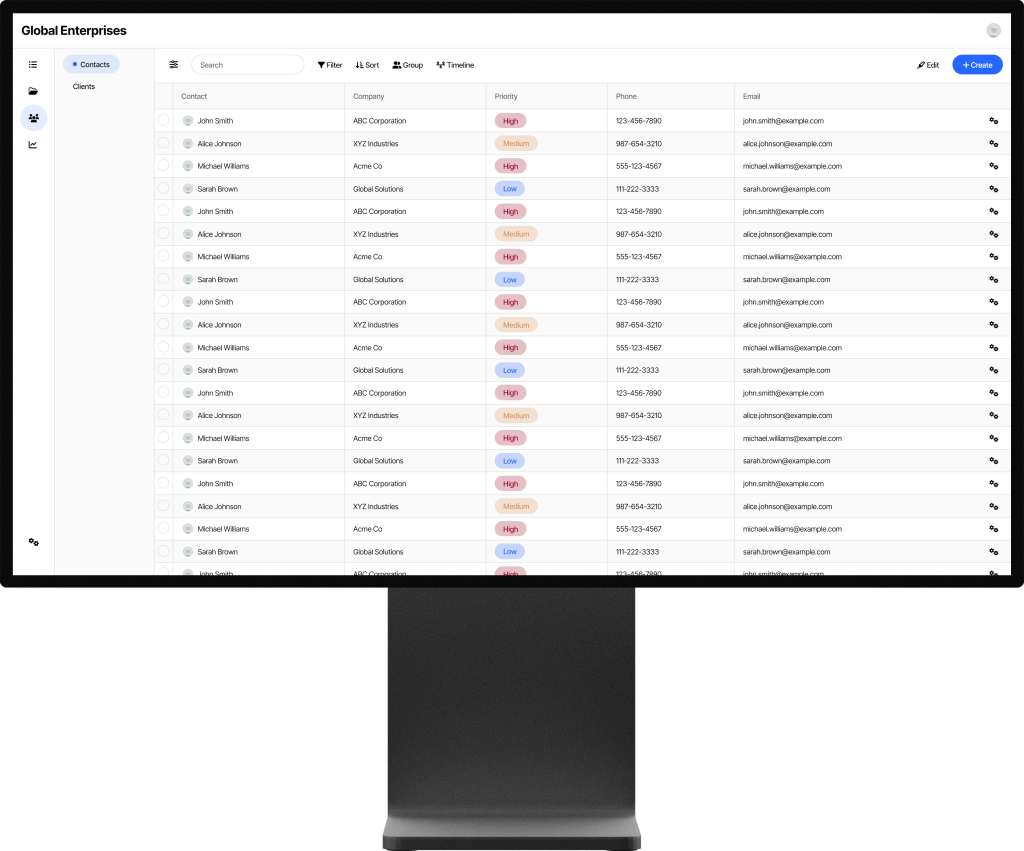 Global Enterprises
Contacts
Clients
Search Filter Sort Group Timeline Edit + Create
Contact Company Priority Phone Email
John Smith ABC Corporation High 123-456-7890 john.smith@example.com
Alice Johnson XYZ Industries Medium 987-654-3210 alice.johnson@example.com
Michael Williams Acme Co High 555-123-4567 michael.williams@example.com
Sarah Brown Global Solutions Low 111-222-3333 sarah.brown@example.com
John Smith ABC Corporation High 123-456-7890 john.smith@example.com
Alice Johnson XYZ Industries Medium 987-654-3210 alice.johnson@example.com
Michael Williams Acme Co High 555-123-4567 michael.williams@example.com
Sarah Brown Global Solutions Low 111-222-3333 sarah.brown@example.com
John Smith ABC Corporation High 123-456-7890 john.smith@example.com
Alice Johnson XYZ Industries Medium 987-654-3210 alice.johnson@example.com
Michael Williams Acme Co High 555-123-4567 michael.williams@example.com
Sarah Brown Global Solutions Low 111-222-3333 sarah.brown@example.com
John Smith ABC Corporation High 123-456-7890 john.smith@example.com
Alice Johnson XYZ Industries Medium 987-654-3210 alice.johnson@example.com
Michael Williams Acme Co High 555-123-4567 michael.williams@example.com
Sarah Brown Global Solutions Low 111-222-3333 sarah.brown@example.com
John Smith ABC Corporation High 123-456-7890 john.smith@example.com
Alice Johnson XYZ Industries Medium 987-654-3210 alice.johnson@example.com
Michael Williams Acme Co High 555-123-4567 michael.williams@example.com
Sarah Brown Global Solutions Low 111-222-3333 sarah.brown@example.com
John Smith ABC Corporation High 123-456-7890 john.smith@example.com